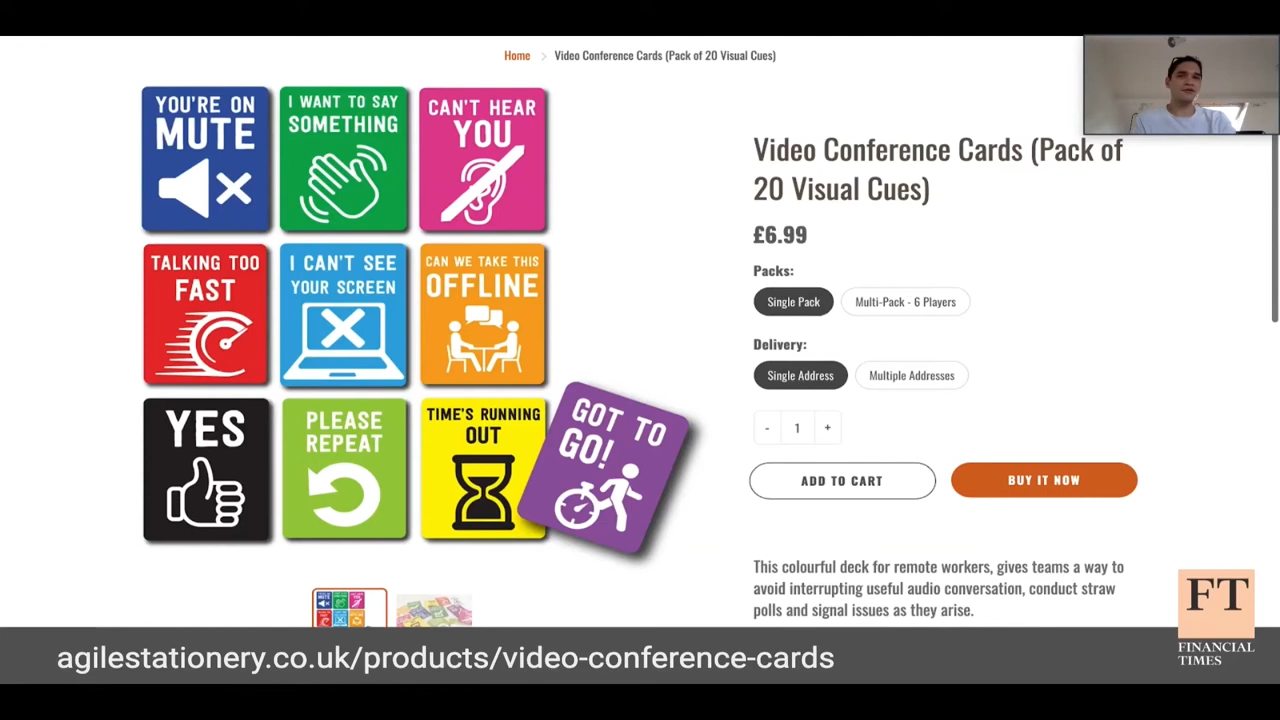 Home > Video Conference Cards (Pack of 20 Visual Cues)
YOU'RE ON
MUTE
I WANT TO SAY
SOMETHING
CAN'T HEAR
YOU
TALKING TOO
FAST
I CAN'T SEE
YOUR SCREEN
CAN WE TAKE THIS
OFFLINE
YES
PLEASE
REPEAT
TIME'S RUNNING
OUT
GOT TO
GO!
Video Conference Cards (Pack of
20 Visual Cues)
£6.99
Packs:
Single Pack
Multi-Pack - 6 Players
Delivery:
Single Address
Multiple Addresses
- 1 +
ADD TO CART
BUY IT NOW
This colourful deck for remote workers, gives teams a way to
avoid interrupting useful audio conversation, conduct straw
polls and signal issues as they arise.
agilestationery.co.uk/products/video-conference-cards
FT
FINANCIAL
TIMES